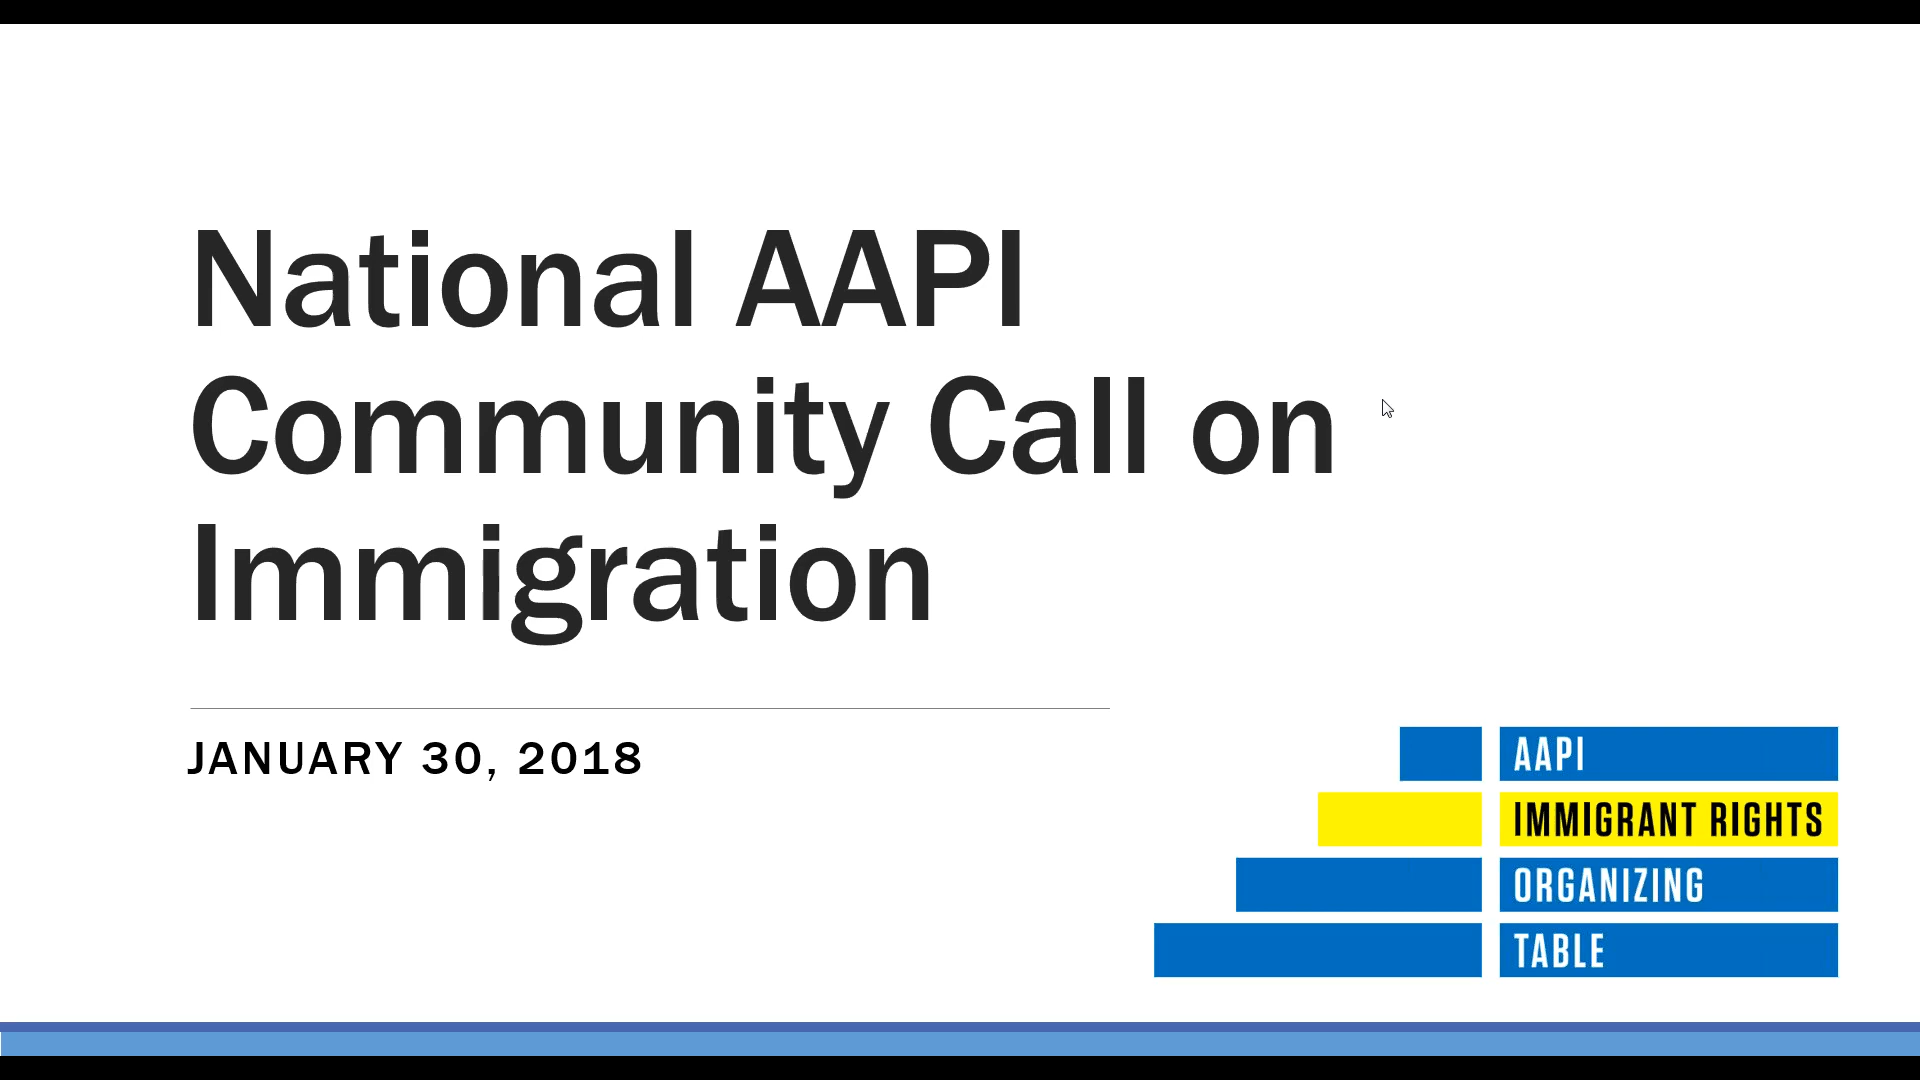 National AAPI
Community Call on
Immigration
JANUARY 30, 2018
AAPI
IMMIGRANT RIGHTS
ORGANIZING
TABLE